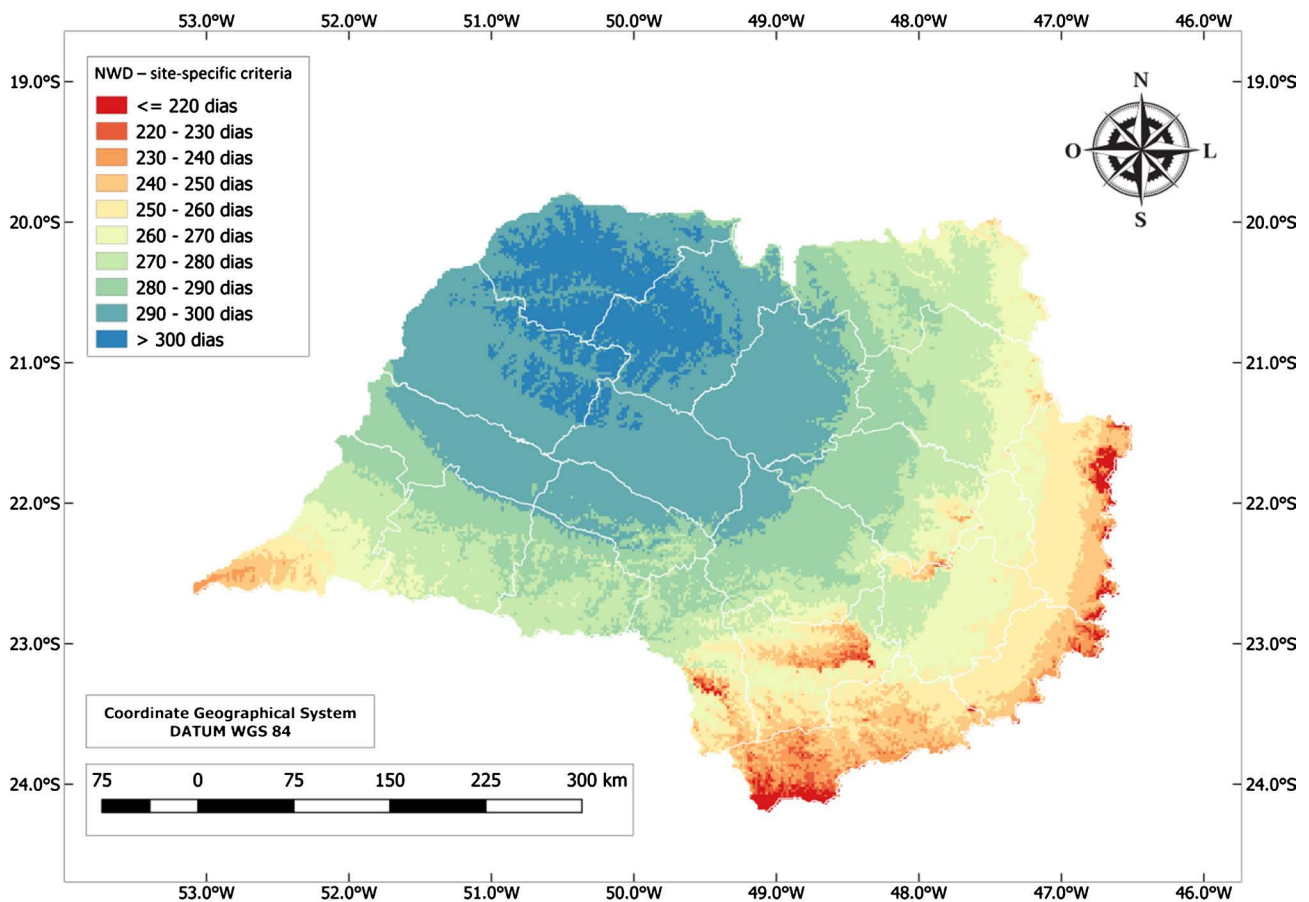 53.0°W 52.0°W 51.0°W 50.0°W 49.0°W 48.0°W 47.0°W 46.0°W
NWD – site-specific criteria
<= 220 dias
220 - 230 dias
230 - 240 dias
240 - 250 dias
250 - 260 dias
260 - 270 dias
270 - 280 dias
280 - 290 dias
290 - 300 dias
> 300 dias
N
O L
S
19.0°S 19.0°S
20.0°S 20.0°S
21.0°S 21.0°S
22.0°S 22.0°S
23.0°S 23.0°S
24.0°S 24.0°S
Coordinate Geographical System
DATUM WGS 84
75 0 75 150 225 300 km
53.0°W 52.0°W 51.0°W 50.0°W 49.0°W 48.0°W 47.0°W 46.0°W